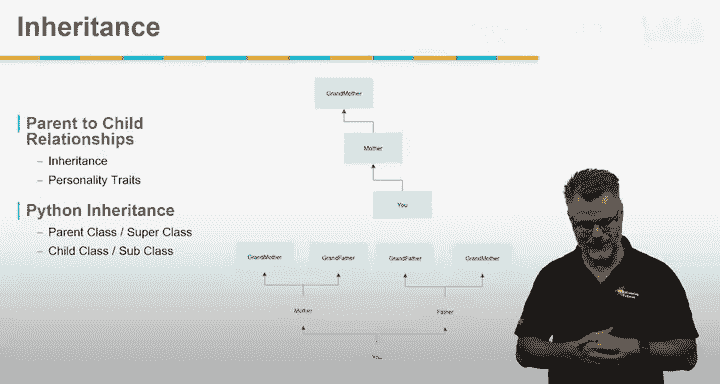 Inheritance
Parent to Child
Relationships
– Inheritance
– Personality Traits
Python Inheritance
– Parent Class / Super Class
– Child Class / Sub Class
GrandMother
Mother
You
GrandMother
GrandFather
GrandFather
GrandMother
Mother
Father